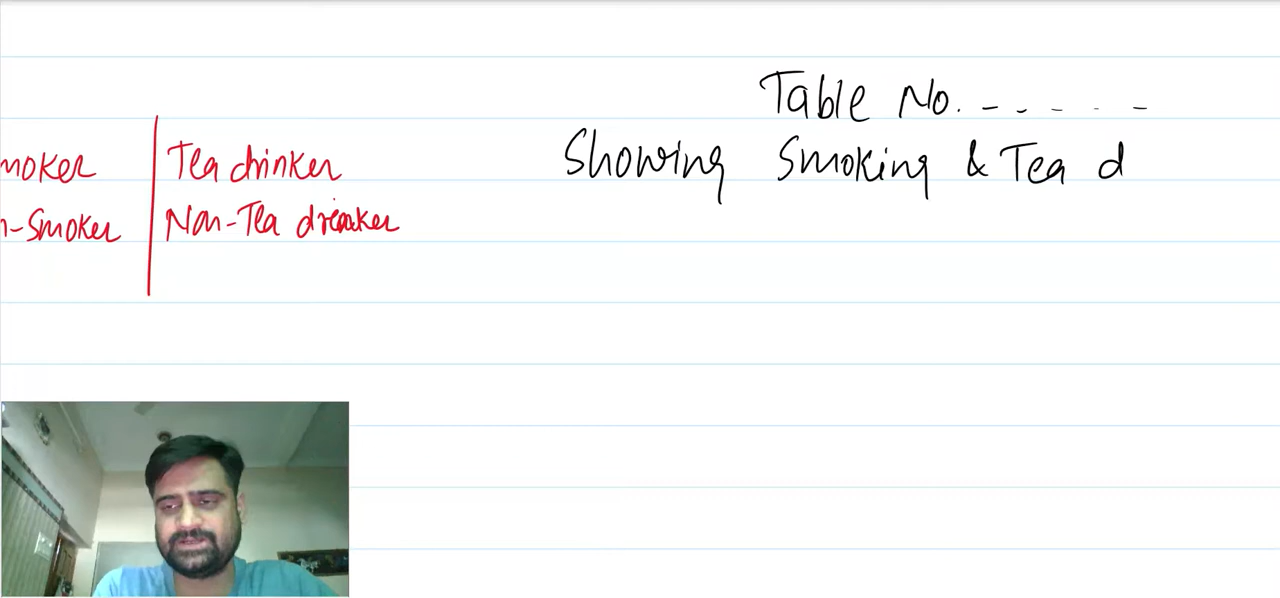 Table No. - - - - -
Showing Smoking & Tea d
moker | Tea drinker
n-Smoker | Non-Tea drinker